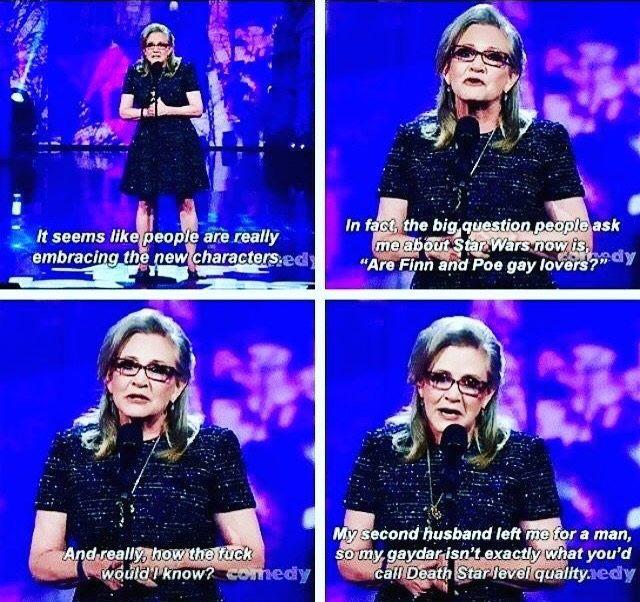 It seems like people are really
embracing the new characters.
In fact, the big question people ask
me about Star Wars now is,
"Are Finn and Poe gay lovers?"
And really, how the fuck
would I know?
comedy
My second husband left me for a man,
so my gaydar isn't exactly what you'd
call Death Star level quality.